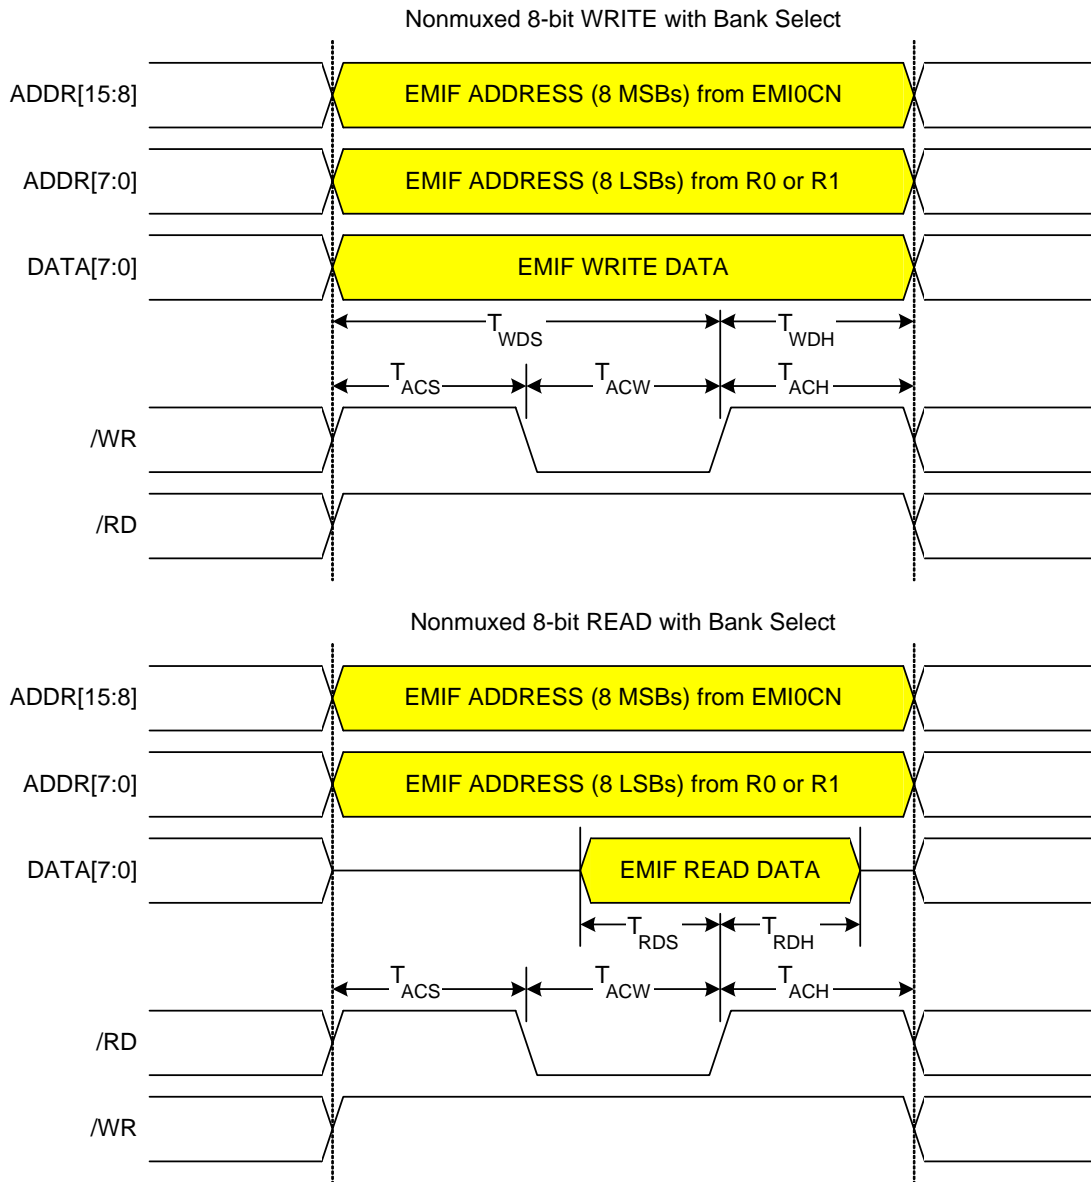 Nonmuxed 8-bit WRITE with Bank Select
ADDR[15:8] EMIF ADDRESS (8 MSBs) from EMI0CN
ADDR[7:0] EMIF ADDRESS (8 LSBs) from R0 or R1
DATA[7:0] EMIF WRITE DATA
TWDS TWDH
TACS TACW TACH
/WR
/RD
Nonmuxed 8-bit READ with Bank Select
ADDR[15:8] EMIF ADDRESS (8 MSBs) from EMI0CN
ADDR[7:0] EMIF ADDRESS (8 LSBs) from R0 or R1
DATA[7:0] EMIF READ DATA
TRDS TRDH
TACS TACW TACH
/RD
/WR